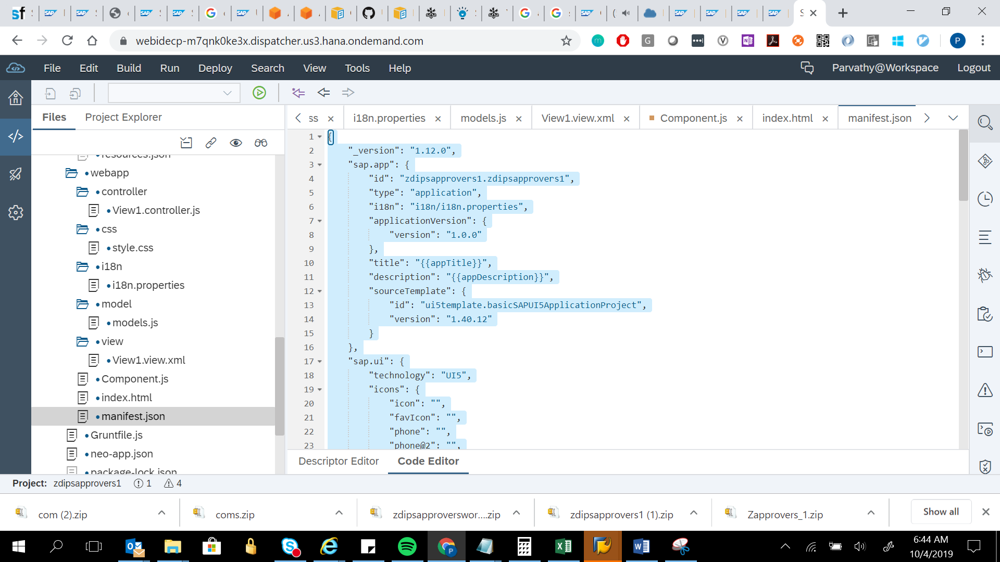 webidecp-m7qnk0ke3x.dispatcher.us3.hana.ondemand.com
P
File Edit Build Run Deploy Search View Tools Help Parvathy@Workspace Logout
Files Project Explorer
ss × i18n.properties × models.js × View1.view.xml × Component.js × index.html × manifest.json
resources.json
webapp
controller
View1.controller.js
css
style.css
i18n
i18n.properties
model
models.js
view
View1.view.xml
Component.js
index.html
manifest.json
Gruntfile.js
neo-app.json
package-lock.json
1 {
2 "_version": "1.12.0",
3 "sap.app": {
4 "id": "zdipsapprovers1.zdipsapprovers1",
5 "type": "application",
6 "i18n": "i18n/i18n.properties",
7 "applicationVersion": {
8 "version": "1.0.0"
9 },
10 "title": "{{appTitle}}",
11 "description": "{{appDescription}}",
12 "sourceTemplate": {
13 "id": "ui5template.basicSAPUI5ApplicationProject",
14 "version": "1.40.12"
15 }
16 },
17 "sap.ui": {
18 "technology": "UI5",
19 "icons": {
20 "icon": "",
21 "favIcon": "",
22 "phone": "",
23 "phone@2": "",
Descriptor Editor Code Editor
Project: zdipsapprovers1 1 4
com (2).zip coms.zip zdipsapproverswor....zip zdipsapprovers1 (1).zip Zapprovers_1.zip Show all
6:44 AM
10/4/2019